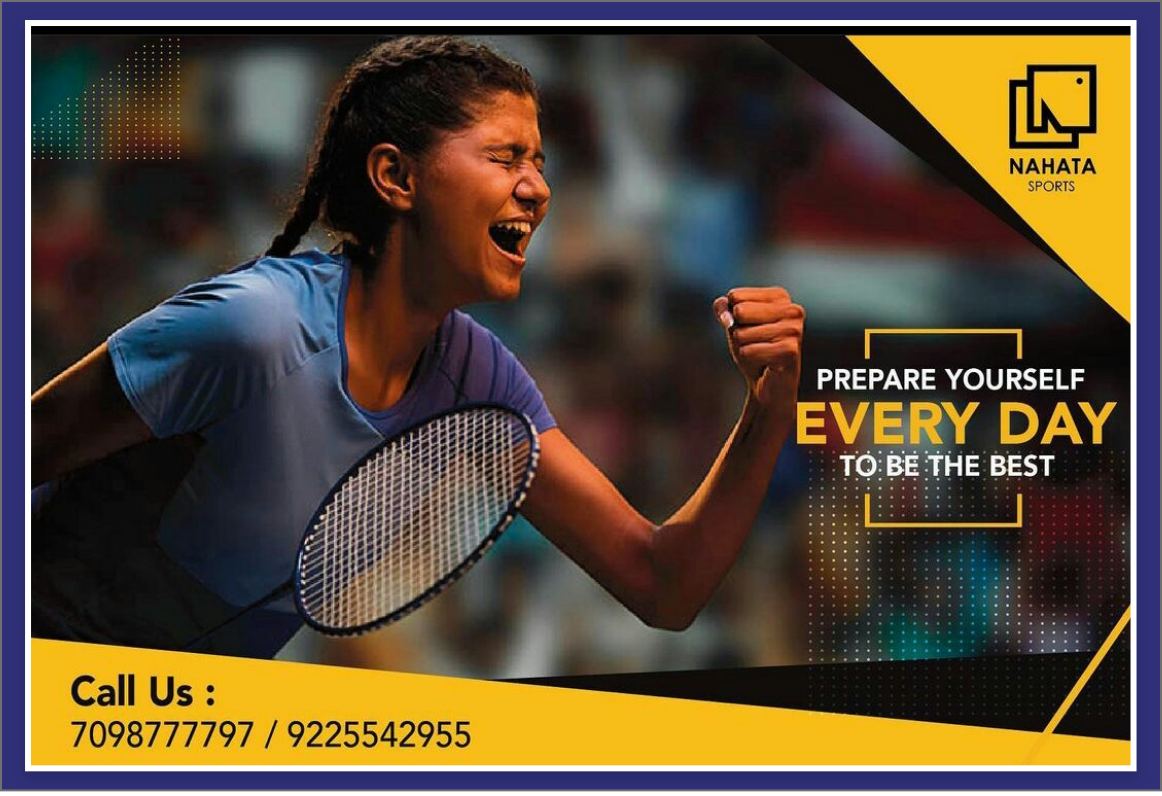 NAHATA
SPORTS
PREPARE YOURSELF
EVERY DAY
TO BE THE BEST
Call Us :
7098777797 / 9225542955